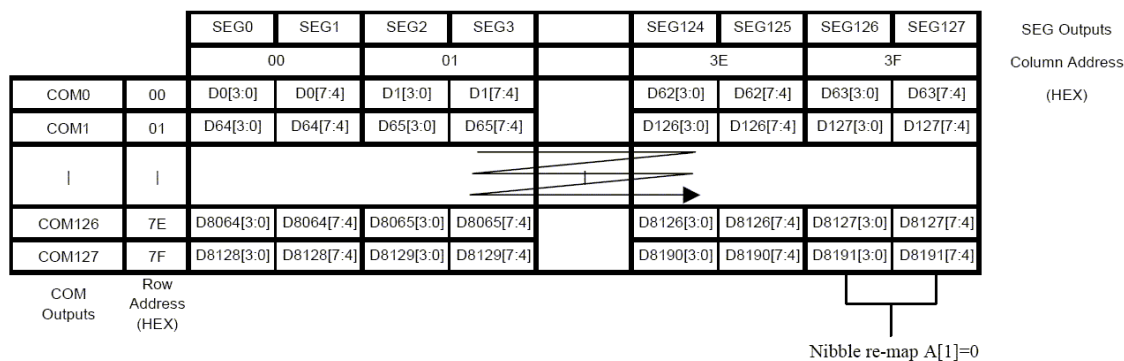 SEG0 SEG1 SEG2 SEG3 SEG124 SEG125 SEG126 SEG127 SEG Outputs
00 01 3E 3F Column Address
COM0 00 D0[3:0] D0[7:4] D1[3:0] D1[7:4] D62[3:0] D62[7:4] D63[3:0] D63[7:4] (HEX)
COM1 01 D64[3:0] D64[7:4] D65[3:0] D65[7:4] D126[3:0] D126[7:4] D127[3:0] D127[7:4]
| | |
COM126 7E D8064[3:0] D8064[7:4] D8065[3:0] D8065[7:4] D8126[3:0] D8126[7:4] D8127[3:0] D8127[7:4]
COM127 7F D8128[3:0] D8128[7:4] D8129[3:0] D8129[7:4] D8190[3:0] D8190[7:4] D8191[3:0] D8191[7:4]
COM
Outputs
Row
Address
(HEX)
Nibble re-map A[1]=0